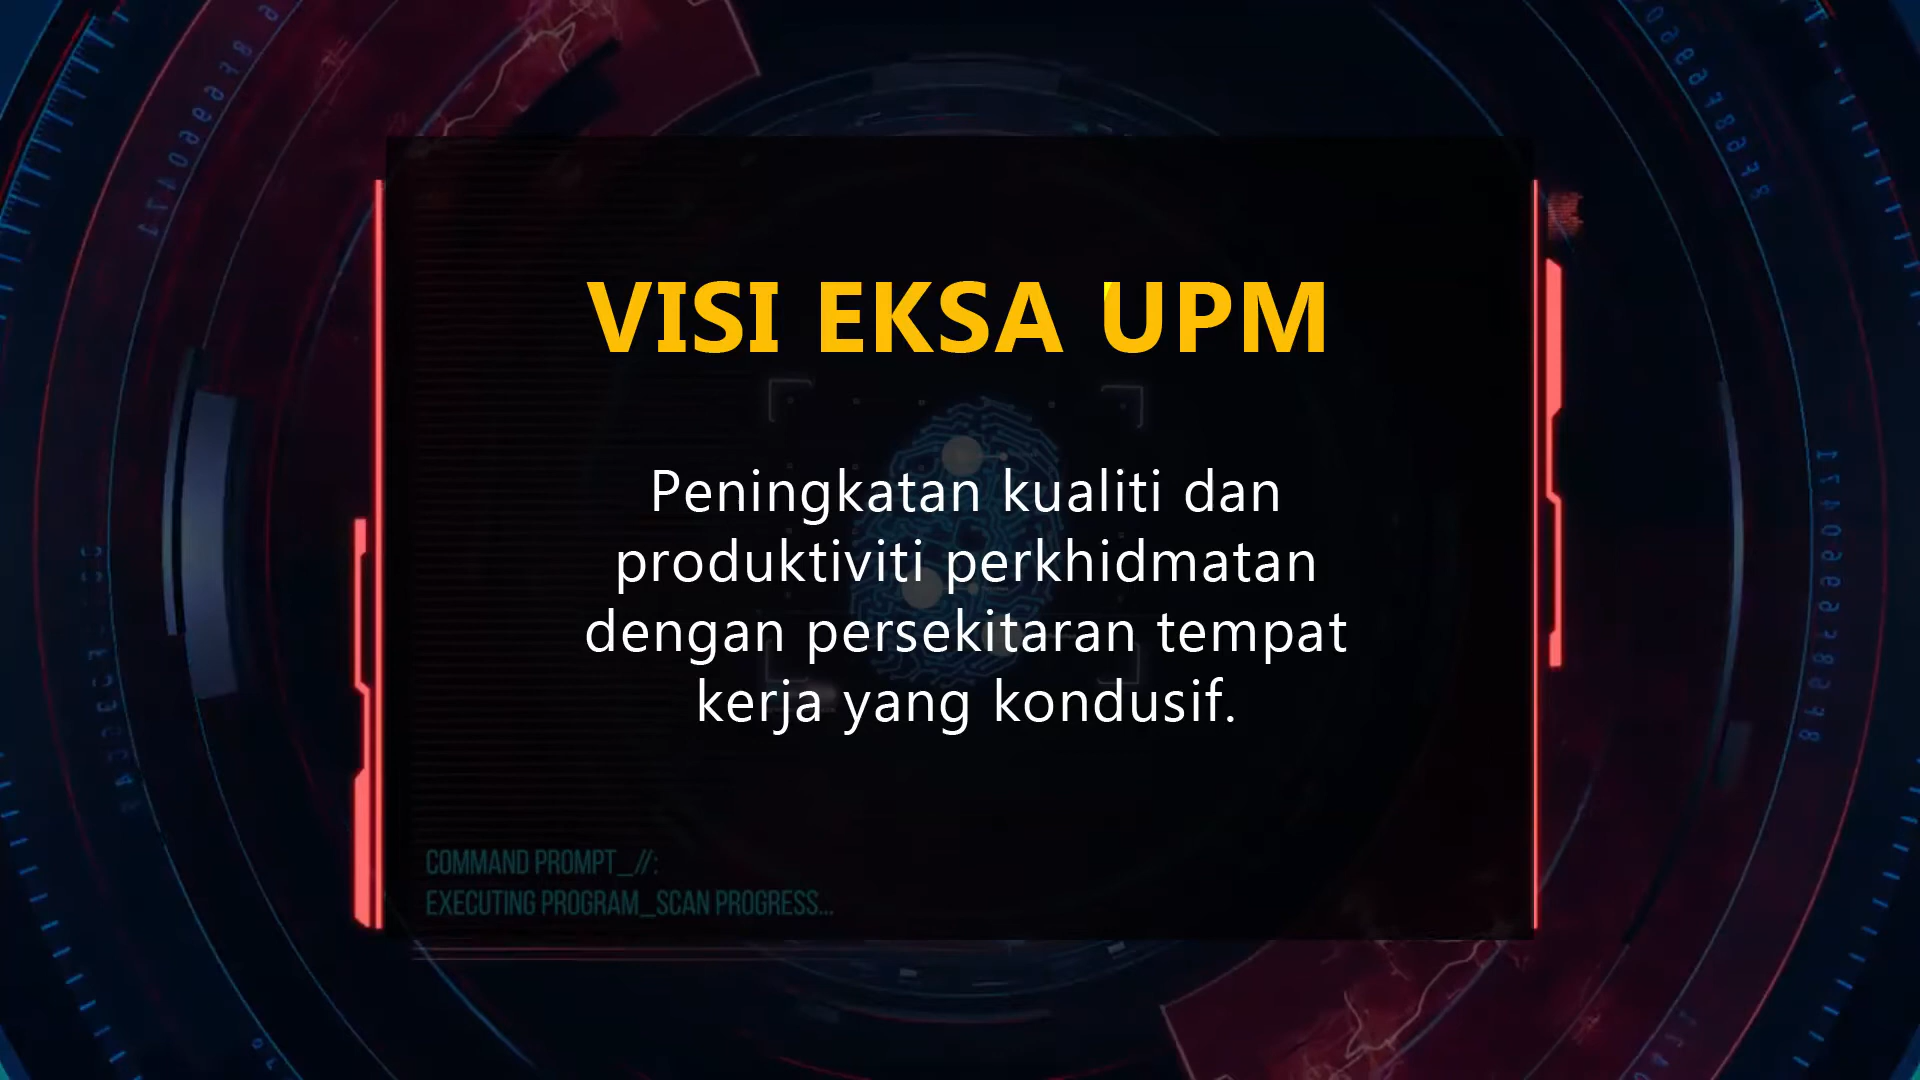 VISI EKSA UPM
Peningkatan kualiti dan
produktiviti perkhidmatan
dengan persekitaran tempat
kerja yang kondusif.
COMMAND PROMPT_//:
EXECUTING PROGRAM_SCAN PROGRESS...